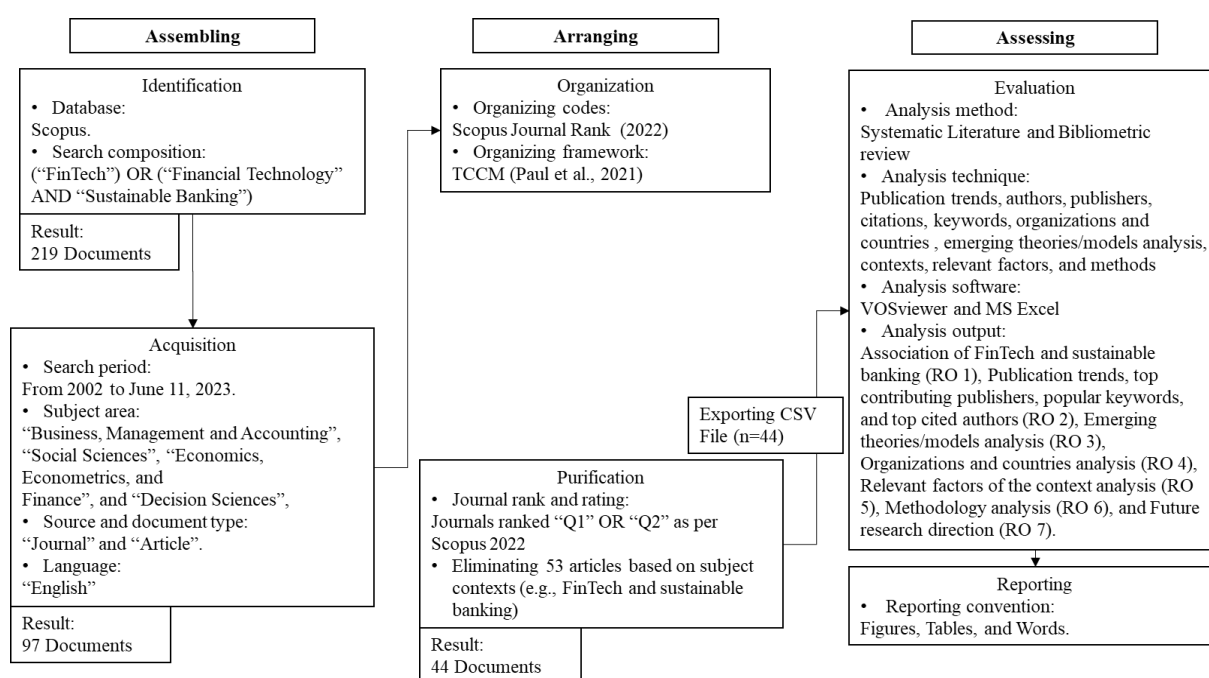 Assembling
Identification
• Database:
Scopus.
• Search composition:
(“FinTech”) OR (“Financial Technology”
AND “Sustainable Banking”)
Result:
219 Documents
Acquisition
• Search period:
From 2002 to June 11, 2023.
• Subject area:
“Business, Management and Accounting”,
“Social Sciences”, “Economics,
Econometrics, and
Finance”, and “Decision Sciences”,
• Source and document type:
“Journal” and “Article”.
• Language:
“English”
Result:
97 Documents
Arranging
Organization
• Organizing codes:
Scopus Journal Rank (2022)
• Organizing framework:
TCCM (Paul et al., 2021)
Purification
• Journal rank and rating:
Journals ranked “Q1” OR “Q2” as per
Scopus 2022
• Eliminating 53 articles based on subject
contexts (e.g., FinTech and sustainable
banking)
Result:
44 Documents
Exporting CSV
File (n=44)
Assessing
Evaluation
• Analysis method:
Systematic Literature and Bibliometric
review
• Analysis technique:
Publication trends, authors, publishers,
citations, keywords, organizations and
countries , emerging theories/models analysis,
contexts, relevant factors, and methods
• Analysis software:
VOSviewer and MS Excel
• Analysis output:
Association of FinTech and sustainable
banking (RO 1), Publication trends, top
contributing publishers, popular keywords,
and top cited authors (RO 2), Emerging
theories/models analysis (RO 3),
Organizations and countries analysis (RO 4),
Relevant factors of the context analysis (RO
5), Methodology analysis (RO 6), and Future
research direction (RO 7).
Reporting
• Reporting convention:
Figures, Tables, and Words.